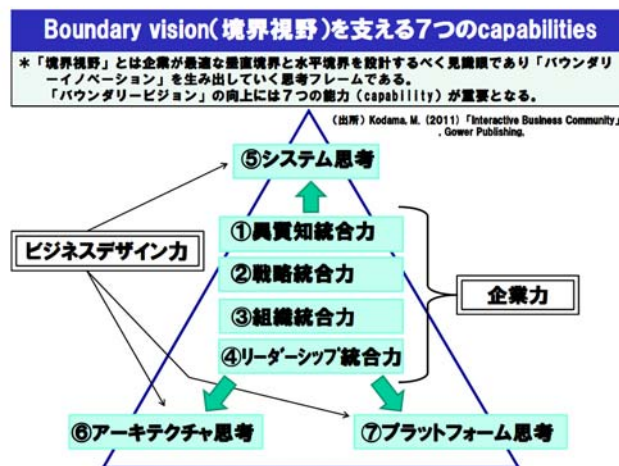 Boundary vision(境界視野)を支える7つのcapabilities
*「境界視野」とは企業が最適な垂直境界と水平境界を設計するべく見識眼であり「バウンダリ
ーイノベーション」を生み出していく思考フレームである。
「バウンダリービジョン」の向上には7つの能力(capability)が重要となる。
(出所) Kodama, M. (2011)「Interactive Business Community」
, Gower Publishing.
⑤システム思考
①異質知統合力
ビジネスデザイン力
②戦略統合力
企業力
③組織統合力
④リーダーシップ統合力
⑥アーキテクチャ思考
⑦プラットフォーム思考